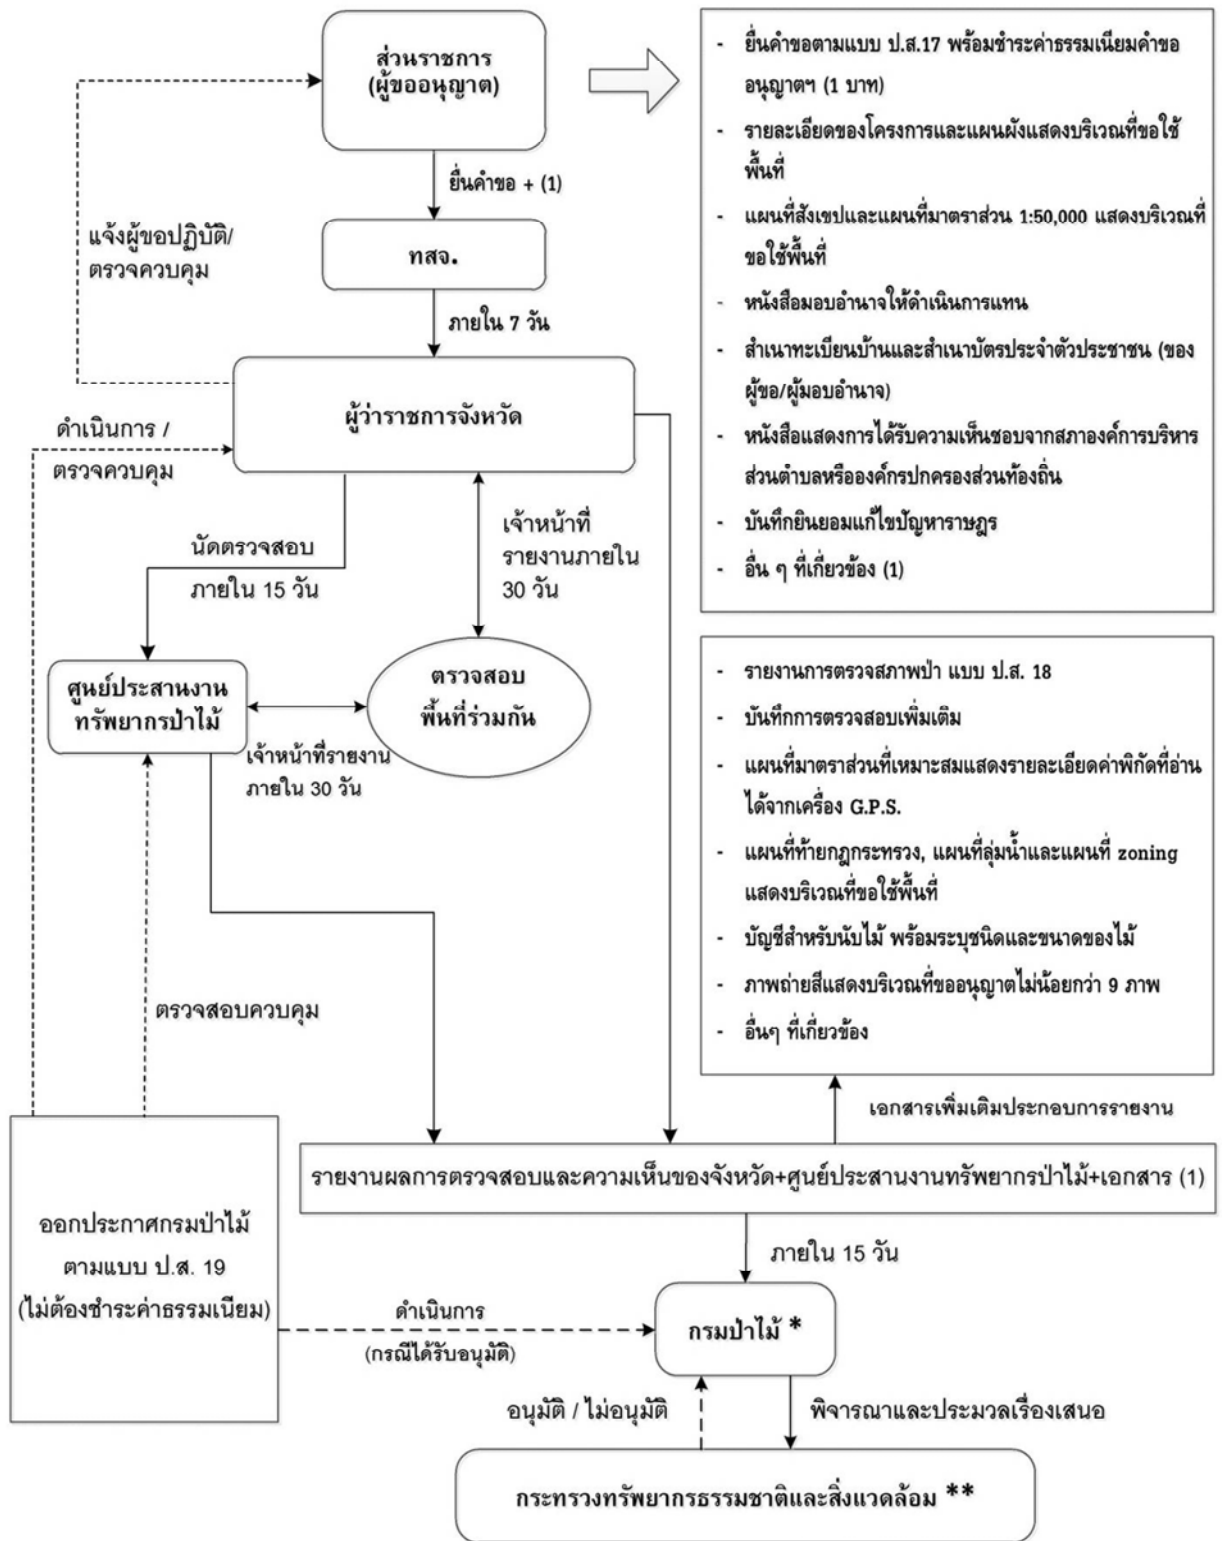 ส่วนราชการ
(ผู้ขออนุญาต)
- ยื่นคำขอตามแบบ ป.ส.17 พร้อมชำระค่าธรรมเนียมคำขอ
อนุญาตฯ (1 บาท)
- รายละเอียดของโครงการและแผนผังแสดงบริเวณที่ขอใช้
พื้นที่
- แผนที่สังเขปและแผนที่มาตราส่วน 1:50,000 แสดงบริเวณที่
ขอใช้พื้นที่
- หนังสือมอบอำนาจให้ดำเนินการแทน
- สำเนาทะเบียนบ้านและสำเนาบัตรประจำตัวประชาชน (ของ
ผู้ขอ/ผู้มอบอำนาจ)
- หนังสือแสดงการได้รับความเห็นชอบจากสภาองค์การบริหาร
ส่วนตำบลหรือองค์กรปกครองส่วนท้องถิ่น
- บันทึกยินยอมแก้ไขปัญหาราษฎร
- อื่น ๆ ที่เกี่ยวข้อง (1)
ยื่นคำขอ + (1)
แจ้งผู้ขอปฏิบัติ/
ตรวจควบคุม
ทสจ.
ภายใน 7 วัน
ผู้ว่าราชการจังหวัด
ดำเนินการ /
ตรวจควบคุม
นัดตรวจสอบ
ภายใน 15 วัน
เจ้าหน้าที่
รายงานภายใน
30 วัน
ศูนย์ประสานงาน
ทรัพยากรป่าไม้
ตรวจสอบ
พื้นที่ร่วมกัน
เจ้าหน้าที่รายงาน
ภายใน 30 วัน
- รายงานการตรวจสภาพป่า แบบ ป.ส. 18
- บันทึกการตรวจสอบเพิ่มเติม
- แผนที่มาตราส่วนที่เหมาะสมแสดงรายละเอียดค่าพิกัดที่อ่าน
ได้จากเครื่อง G.P.S.
- แผนที่ท้ายกฎกระทรวง, แผนที่ลุ่มน้ำและแผนที่ zoning
แสดงบริเวณที่ขอใช้พื้นที่
- บัญชีสำหรับนับไม้ พร้อมระบุชนิดและขนาดของไม้
- ภาพถ่ายสีแสดงบริเวณที่ขออนุญาตไม่น้อยกว่า 9 ภาพ
- อื่นๆ ที่เกี่ยวข้อง
ตรวจสอบควบคุม
เอกสารเพิ่มเติมประกอบการรายงาน
รายงานผลการตรวจสอบและความเห็นของจังหวัด+ศูนย์ประสานงานทรัพยากรป่าไม้+เอกสาร (1)
ออกประกาศกรมป่าไม้
ตามแบบ ป.ส. 19
(ไม่ต้องชำระค่าธรรมเนียม)
ภายใน 15 วัน
ดำเนินการ
(กรณีได้รับอนุมัติ)
กรมป่าไม้ *
อนุมัติ / ไม่อนุมัติ
พิจารณาและประมวลเรื่องเสนอ
กระทรวงทรัพยากรธรรมชาติและสิ่งแวดล้อม **